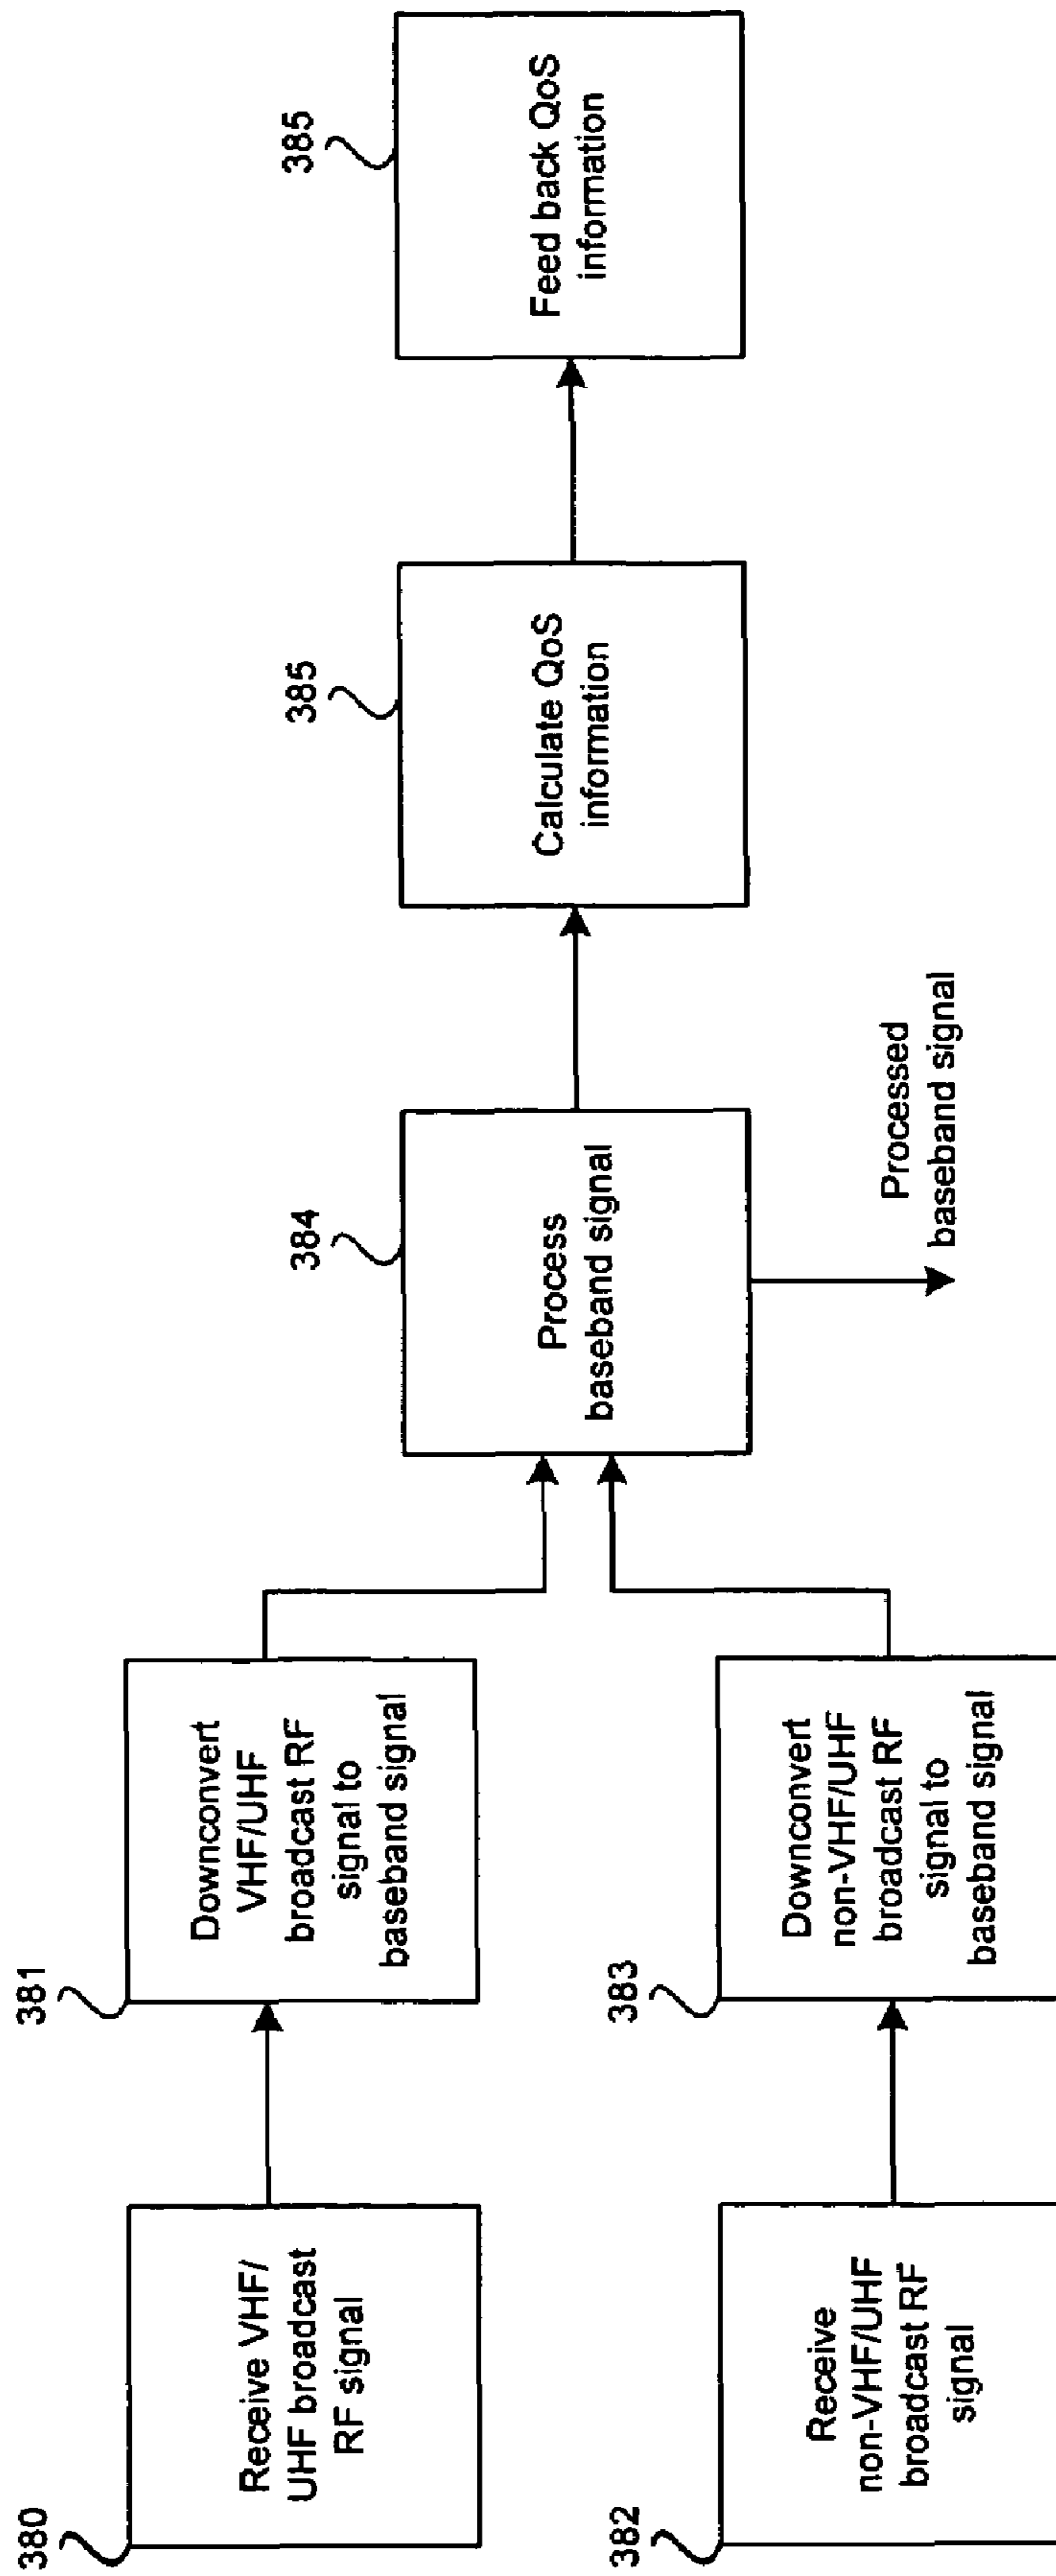 380
Receive VHF/
UHF broadcast
RF signal
381
Downconvert
VHF/UHF
broadcast RF
signal to
baseband signal
382
Receive
non-VHF/UHF
broadcast RF
signal
383
Downconvert
non-VHF/UHF
broadcast RF
signal to
baseband signal
384
Process
baseband signal
Processed
baseband signal
385
Calculate QoS
information
385
Feed back QoS
information